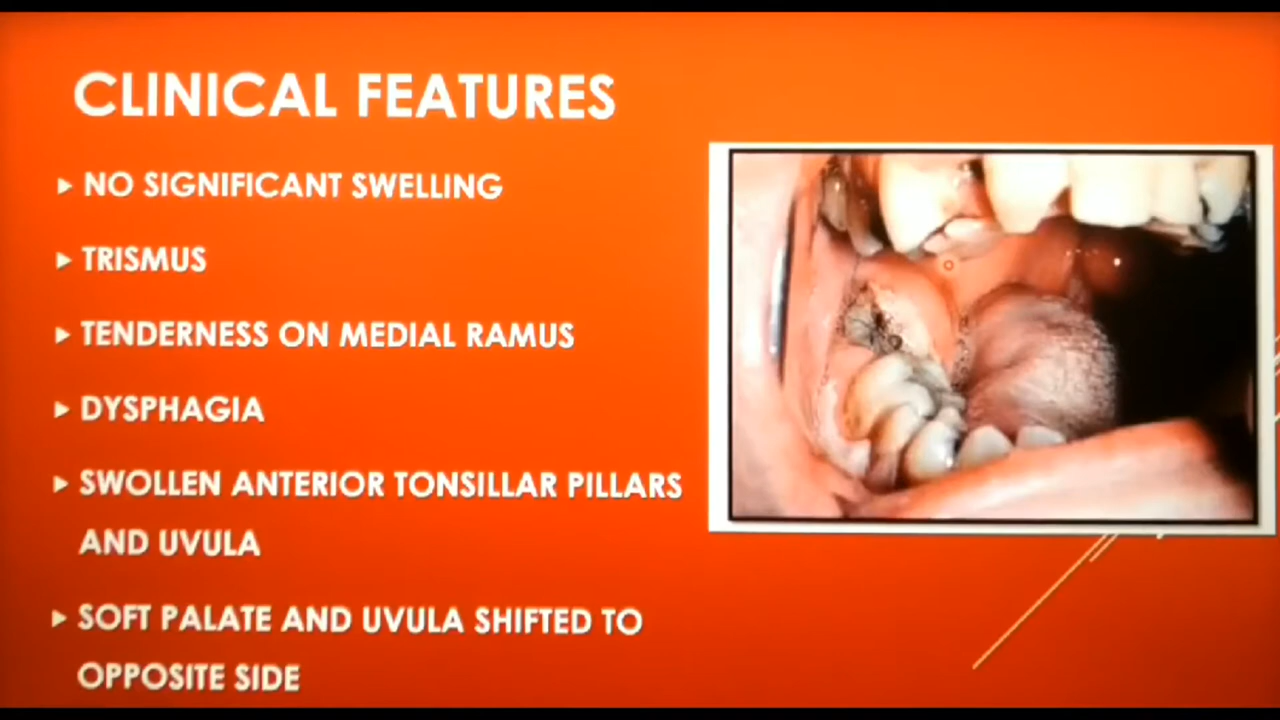 CLINICAL FEATURES
NO SIGNIFICANT SWELLING
TRISMUS
TENDERNESS ON MEDIAL RAMUS
DYSPHAGIA
SWOLLEN ANTERIOR TONSILLAR PILLARS
AND UVULA
SOFT PALATE AND UVULA SHIFTED TO
OPPOSITE SIDE